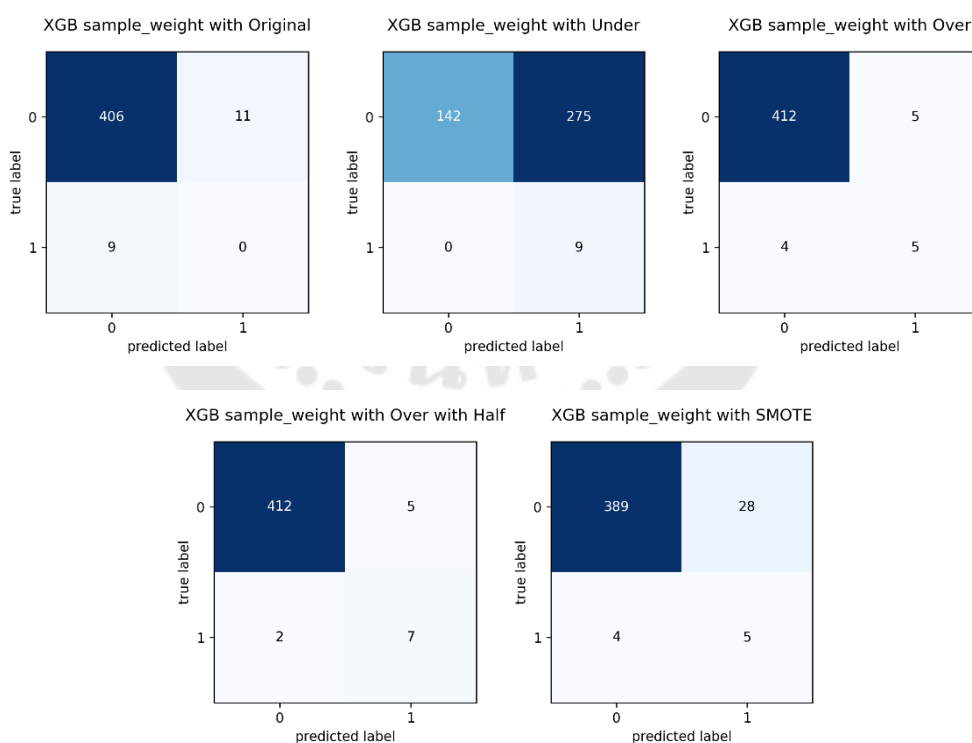 XGB sample_weight with Original
0
406
11
true label
1
9
0
0
1
predicted label
XGB sample_weight with Under
0
142
275
true label
1
0
9
0
1
predicted label
XGB sample_weight with Over
0
412
5
true label
1
4
5
0
1
predicted label
XGB sample_weight with Over with Half
0
412
5
true label
1
2
7
0
1
predicted label
XGB sample_weight with SMOTE
0
389
28
true label
1
4
5
0
1
predicted label